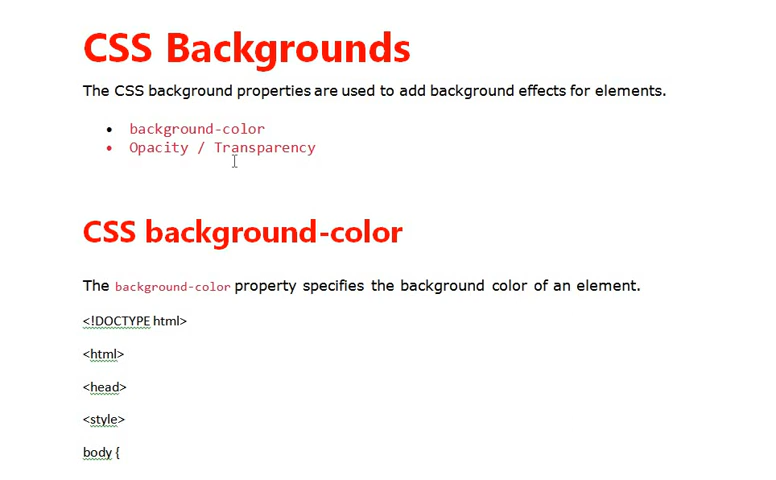 CSS Backgrounds
The CSS background properties are used to add background effects for elements.
• background-color
• Opacity / Transparency
CSS background-color
The background-color property specifies the background color of an element.
<!DOCTYPE html>
<html>
<head>
<style>
body {